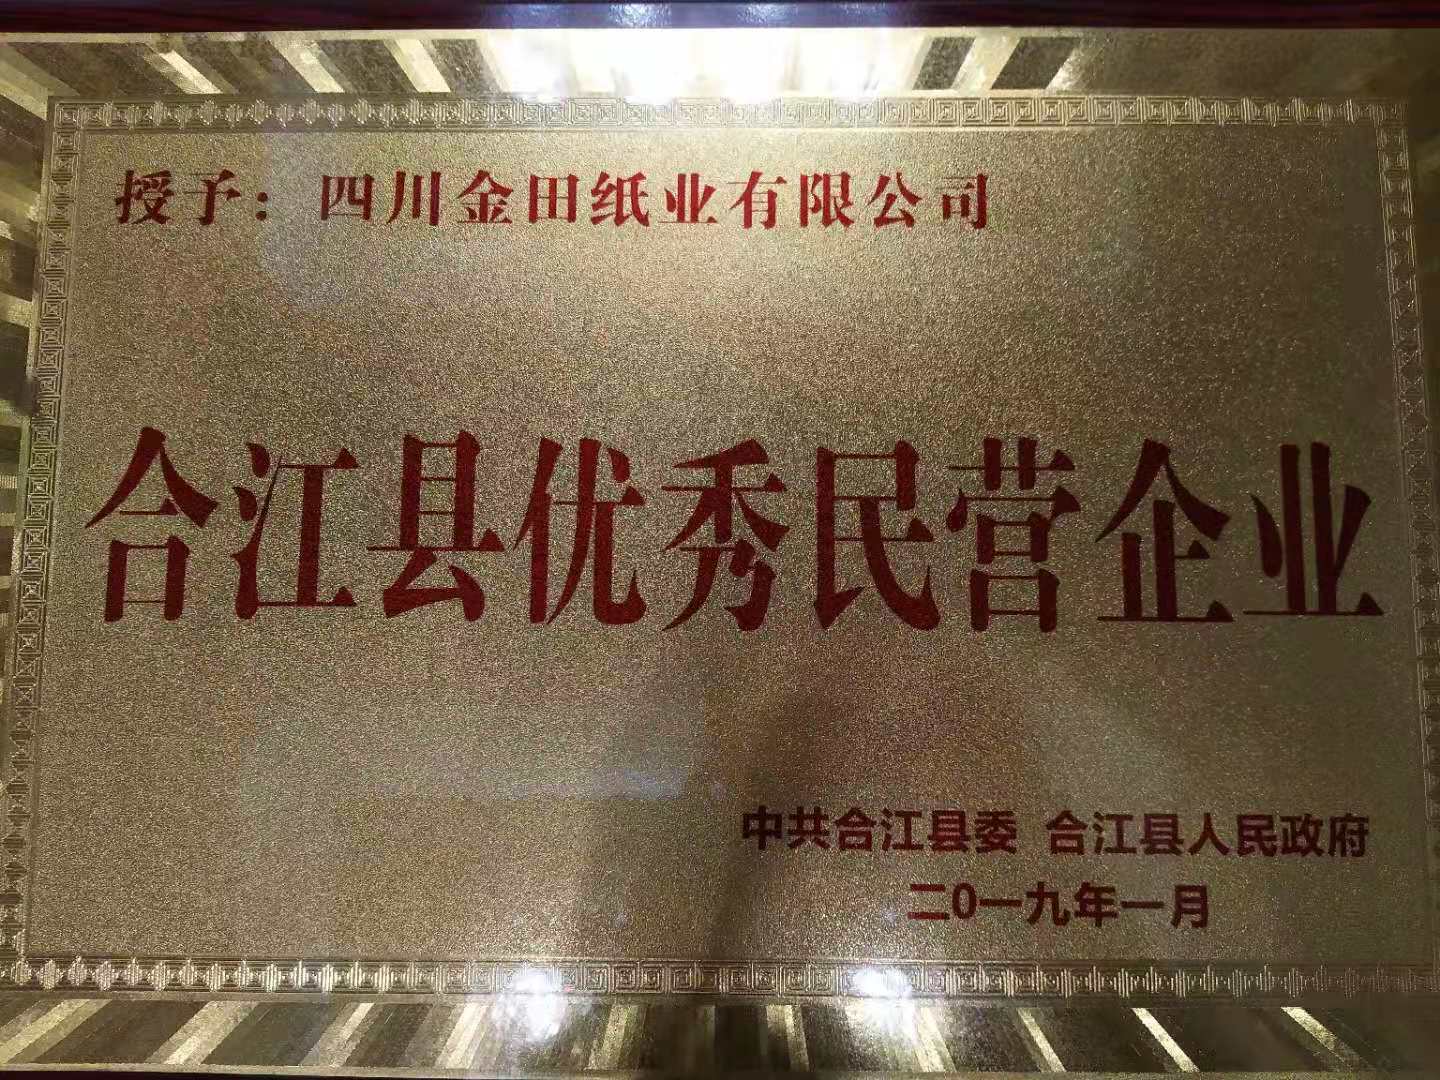 授予：四川金田纸业有限公司
合江县优秀民营企业
中共合江县委 合江县人民政府
二0一九年一月